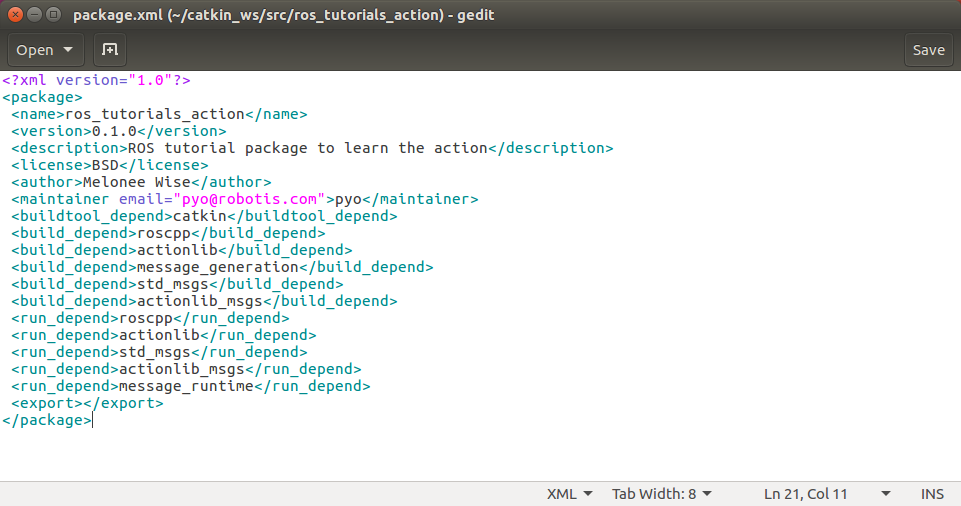 package.xml (~/catkin_ws/src/ros_tutorials_action) - gedit
Open Save
<?xml version="1.0"?>
<package>
 <name>ros_tutorials_action</name>
 <version>0.1.0</version>
 <description>ROS tutorial package to learn the action</description>
 <license>BSD</license>
 <author>Melonee Wise</author>
 <maintainer email="pyo@robotis.com">pyo</maintainer>
 <buildtool_depend>catkin</buildtool_depend>
 <build_depend>roscpp</build_depend>
 <build_depend>actionlib</build_depend>
 <build_depend>message_generation</build_depend>
 <build_depend>std_msgs</build_depend>
 <build_depend>actionlib_msgs</build_depend>
 <run_depend>roscpp</run_depend>
 <run_depend>actionlib</run_depend>
 <run_depend>std_msgs</run_depend>
 <run_depend>actionlib_msgs</run_depend>
 <run_depend>message_runtime</run_depend>
 <export></export>
</package>
XML Tab Width: 8 Ln 21, Col 11 INS